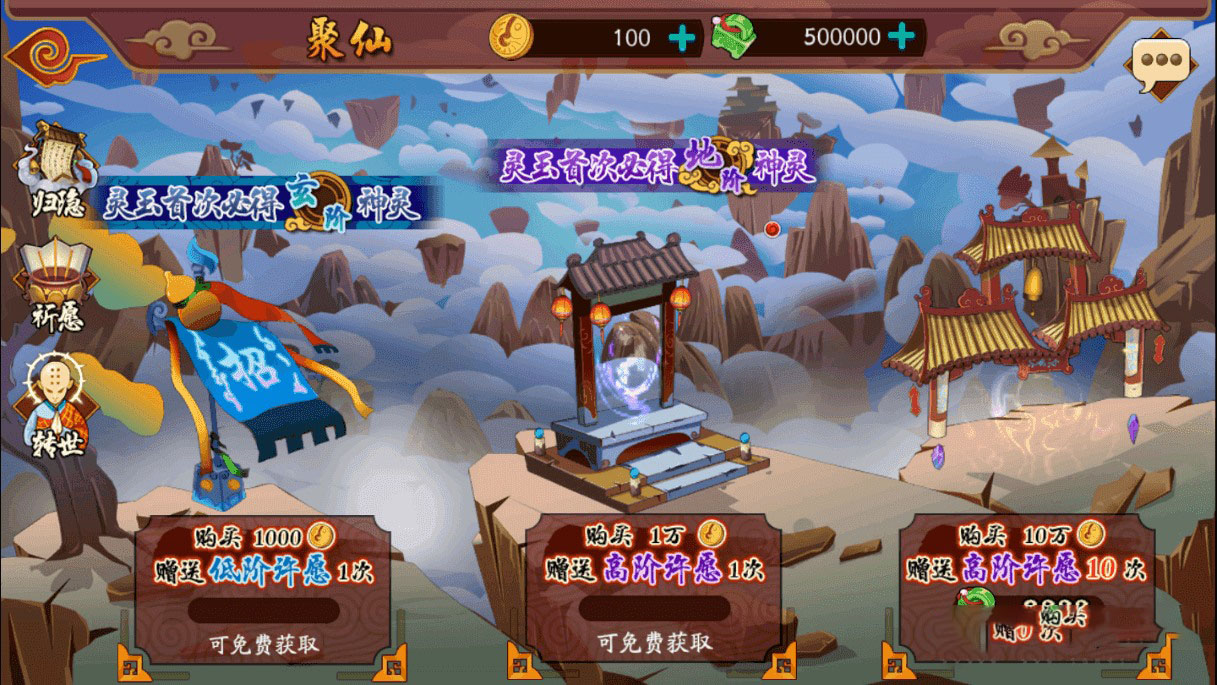 聚仙
100
500000
归隐
祈愿
转世
灵玉首次必得玄阶神灵
灵玉首次必得地阶神灵
招
购买 1000
赠送低阶许愿1次
可免费获取
购买 1万
赠送高阶许愿1次
可免费获取
购买 10万
赠送高阶许愿10次
购买
赠
次